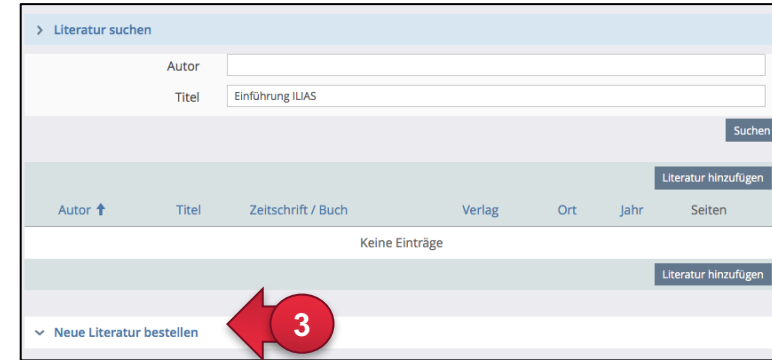 Literatur suchen
Autor
Titel Einführung ILIAS
Suchen
Literatur hinzufügen
Autor Titel Zeitschrift / Buch Verlag Ort Jahr Seiten
Keine Einträge
Literatur hinzufügen
Neue Literatur bestellen 3